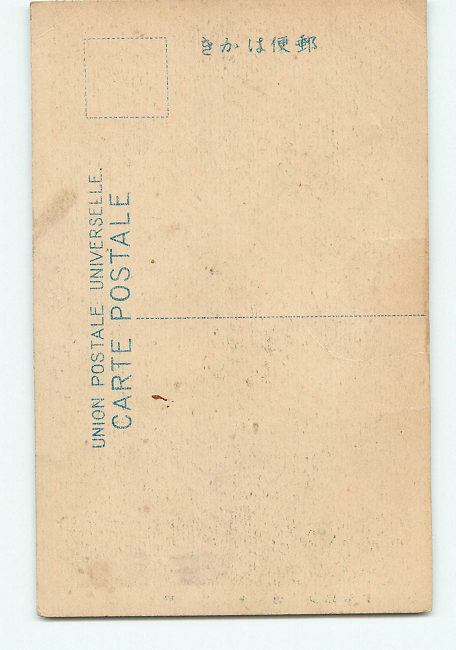 きかは便郵
UNION POSTALE UNIVERSELLE.
CARTE POSTALE